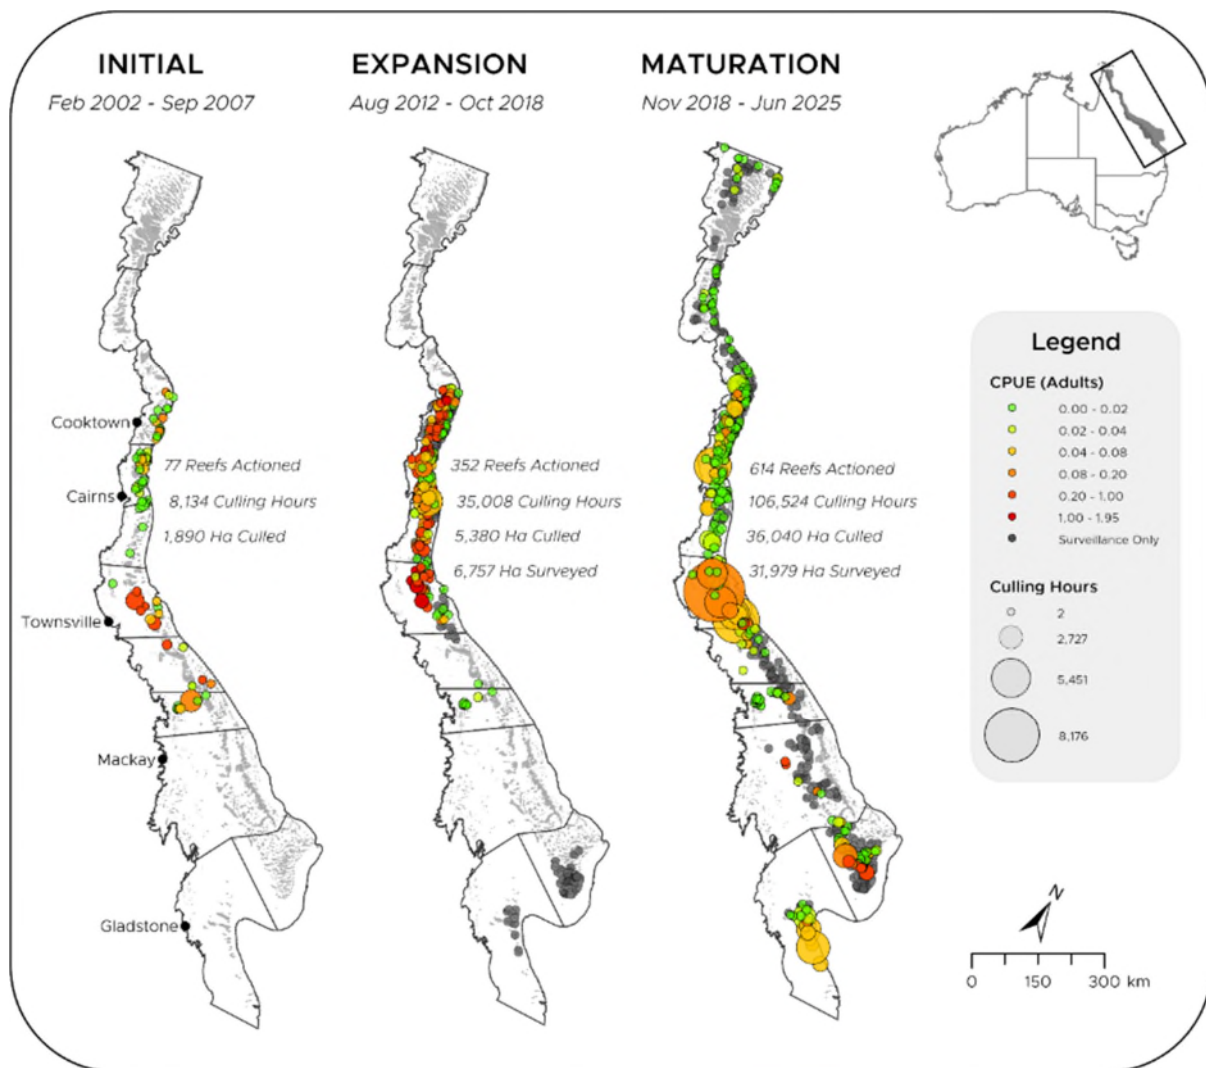 INITIAL
Feb 2002 - Sep 2007
EXPANSION
Aug 2012 - Oct 2018
MATURATION
Nov 2018 - Jun 2025
Cooktown
Cairns
Townsville
Mackay
Gladstone
77 Reefs Actioned
8,134 Culling Hours
1,890 Ha Culled
352 Reefs Actioned
35,008 Culling Hours
5,380 Ha Culled
6,757 Ha Surveyed
614 Reefs Actioned
106,524 Culling Hours
36,040 Ha Culled
31,979 Ha Surveyed
Legend
CPUE (Adults)
0.00 - 0.02
0.02 - 0.04
0.04 - 0.08
0.08 - 0.20
0.20 - 1.00
1.00 - 1.95
Surveillance Only
Culling Hours
2
2,727
5,451
8,176
N
0 150 300 km